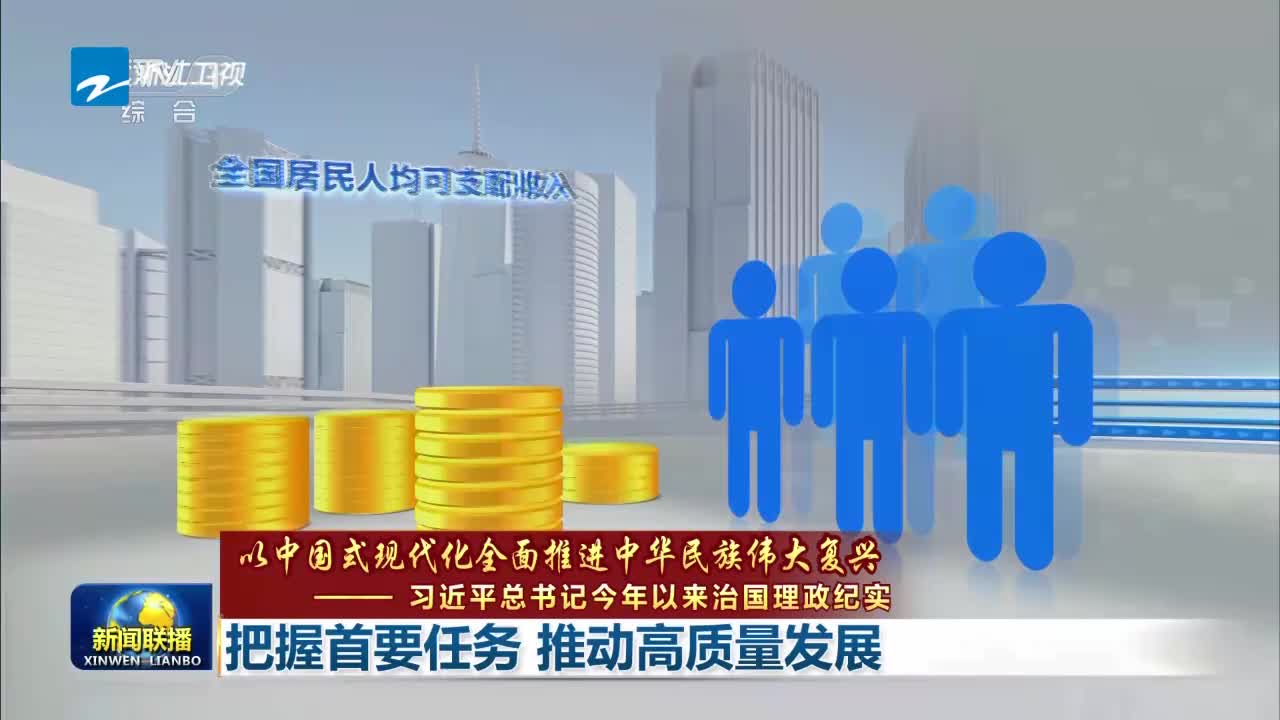 浙江卫视
综合
全国居民人均可支配收入
以中国式现代化全面推进中华民族伟大复兴
—— 习近平总书记今年以来治国理政纪实
新闻联播
XINWEN LIANBO
把握首要任务 推动高质量发展